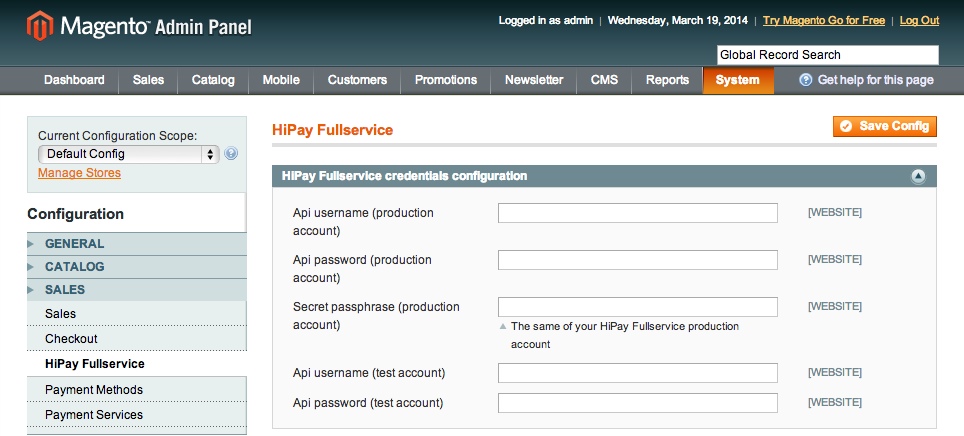 Magento™ Admin Panel
Logged in as admin | Wednesday, March 19, 2014 | Try Magento Go for Free | Log Out
Global Record Search
Dashboard Sales Catalog Mobile Customers Promotions Newsletter CMS Reports System Get help for this page
Current Configuration Scope:
Default Config
Manage Stores
Configuration
GENERAL
CATALOG
SALES
Sales
Checkout
HiPay Fullservice
Payment Methods
Payment Services
HiPay Fullservice
Save Config
HiPay Fullservice credentials configuration
Api username (production
account)
[WEBSITE]
Api password (production
account)
[WEBSITE]
Secret passphrase (production
account)
[WEBSITE]
The same of your HiPay Fullservice production
account
Api username (test account)
[WEBSITE]
Api password (test account)
[WEBSITE]